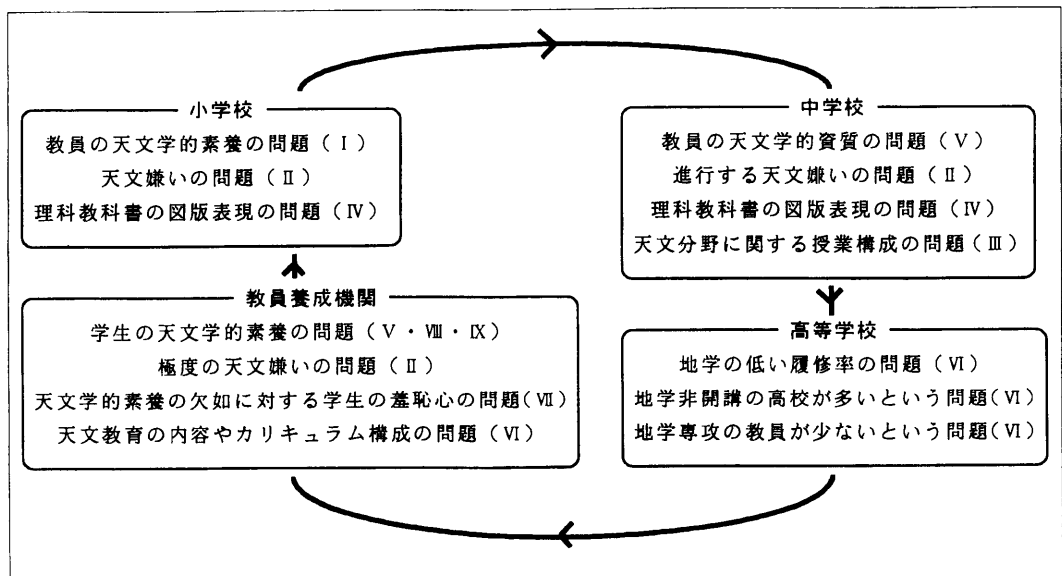 小学校
教員の天文学的素養の問題(Ⅰ)
天文嫌いの問題(Ⅱ)
理科教科書の図版表現の問題(Ⅳ)
中学校
教員の天文学的資質の問題(Ⅴ)
進行する天文嫌いの問題(Ⅱ)
理科教科書の図版表現の問題(Ⅳ)
天文分野に関する授業構成の問題(Ⅲ)
教員養成機関
学生の天文学的素養の問題(Ⅴ・Ⅷ・Ⅸ)
極度の天文嫌いの問題(Ⅱ)
天文学的素養の欠如に対する学生の羞恥心の問題(Ⅶ)
天文教育の内容やカリキュラム構成の問題(Ⅵ)
高等学校
地学の低い履修率の問題(Ⅵ)
地学非開講の高校が多いという問題(Ⅵ)
地学専攻の教員が少ないという問題(Ⅵ)